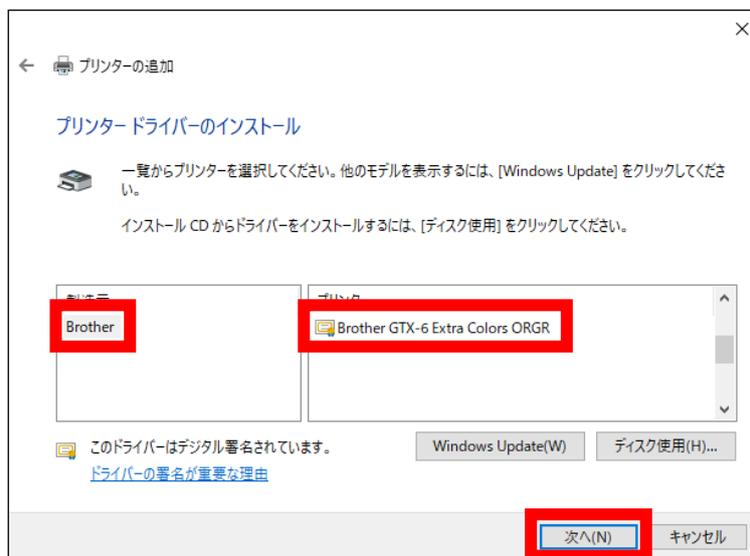 プリンターの追加
プリンター ドライバーのインストール
一覧からプリンターを選択してください。他のモデルを表示するには、[Windows Update] をクリックしてくださ
い。
インストール CD からドライバーをインストールするには、[ディスク使用] をクリックしてください。
Brother
Brother GTX-6 Extra Colors ORGR
このドライバーはデジタル署名されています。
Windows Update(W)
ディスク使用(H)...
ドライバーの署名が重要な理由
次へ(N)
キャンセル